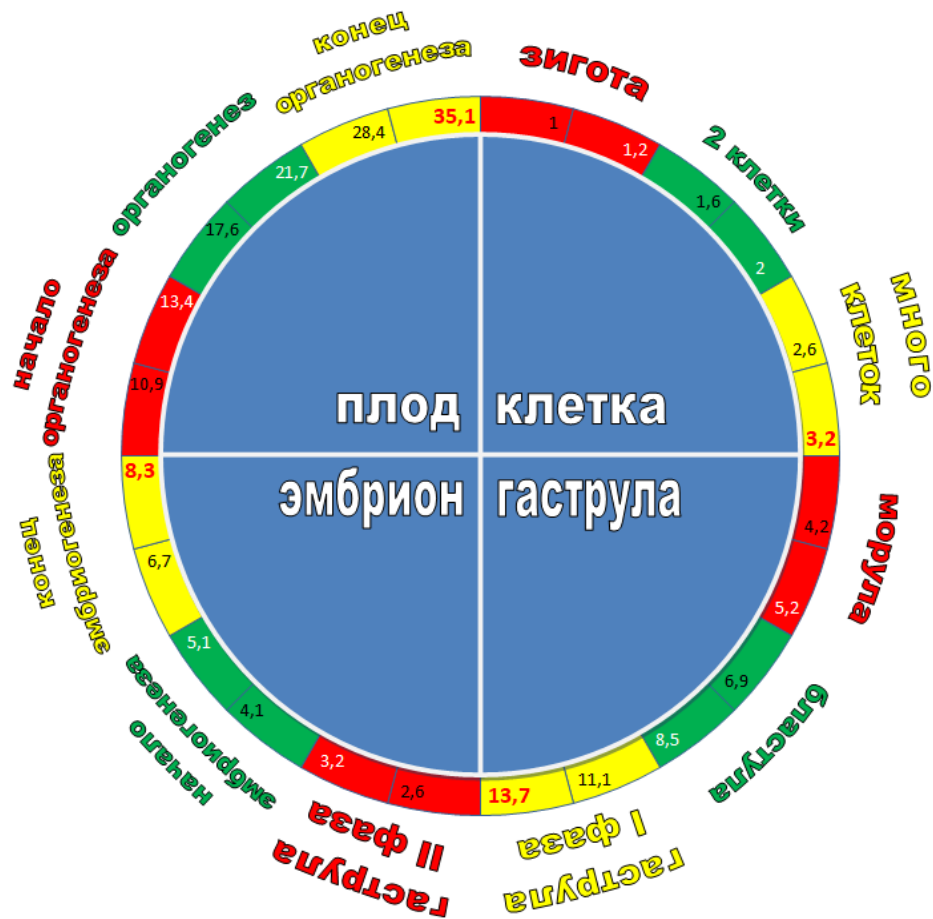 зигота
1
1,2
2 клетки
1,6
2
много
клеток
2,6
3,2
морула
4,2
5,2
бластула
6,9
8,5
гаструла
I фаза
11,1
13,7
гаструла
II фаза
2,6
3,2
начало
эмбриогенеза
4,1
5,1
конец
эмбриогенеза
6,7
8,3
начало
органогенеза
10,9
13,4
органогенез
17,6
21,7
конец
органогенеза
28,4
35,1
плод
клетка
эмбрион
гаструла